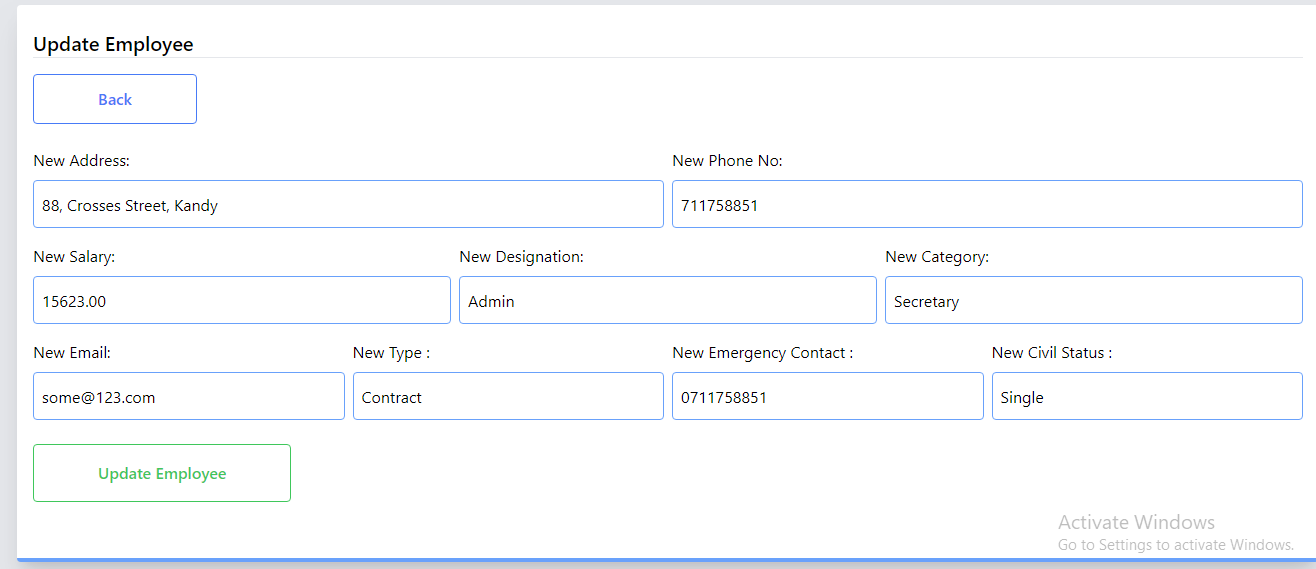 Update Employee
Back
New Address:
New Phone No:
88, Crosses Street, Kandy
711758851
New Salary:
New Designation:
New Category:
15623.00
Admin
Secretary
New Email:
New Type :
New Emergency Contact :
New Civil Status :
some@123.com
Contract
0711758851
Single
Update Employee
Activate Windows
Go to Settings to activate Windows.